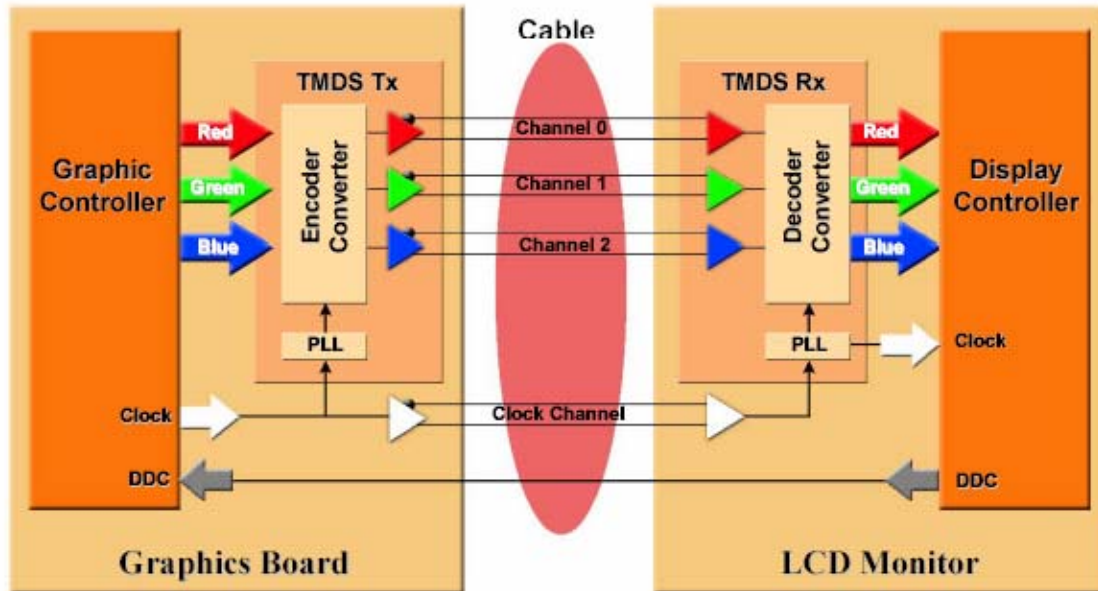 Cable
TMDS Tx
TMDS Rx
Red
Green
Blue
Graphic
Controller
Encoder
Converter
Channel 0
Channel 1
Channel 2
Decoder
Converter
Red
Green
Blue
Display
Controller
PLL
PLL
Clock
Clock
Clock Channel
DDC
DDC
Graphics Board
LCD Monitor